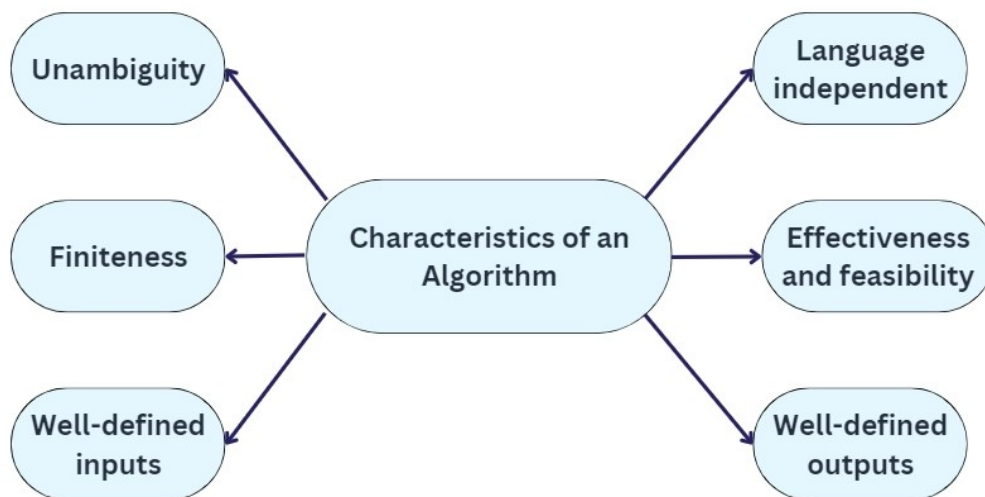 Unambiguity
Language
independent
Finiteness
Characteristics of an
Algorithm
Effectiveness
and feasibility
Well-defined
inputs
Well-defined
outputs